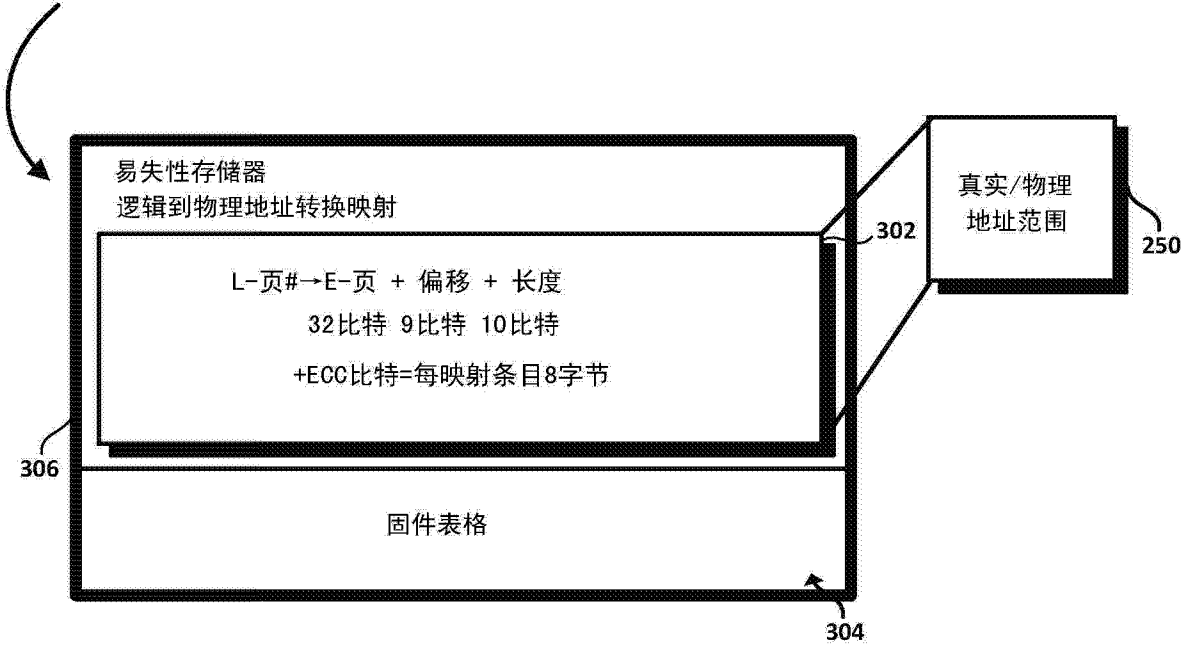 易失性存储器
逻辑到物理地址转换映射
真实/物理
地址范围
302
250
L-页#→E-页 + 偏移 + 长度
32比特 9比特 10比特
+ECC比特=每映射条目8字节
306
固件表格
304